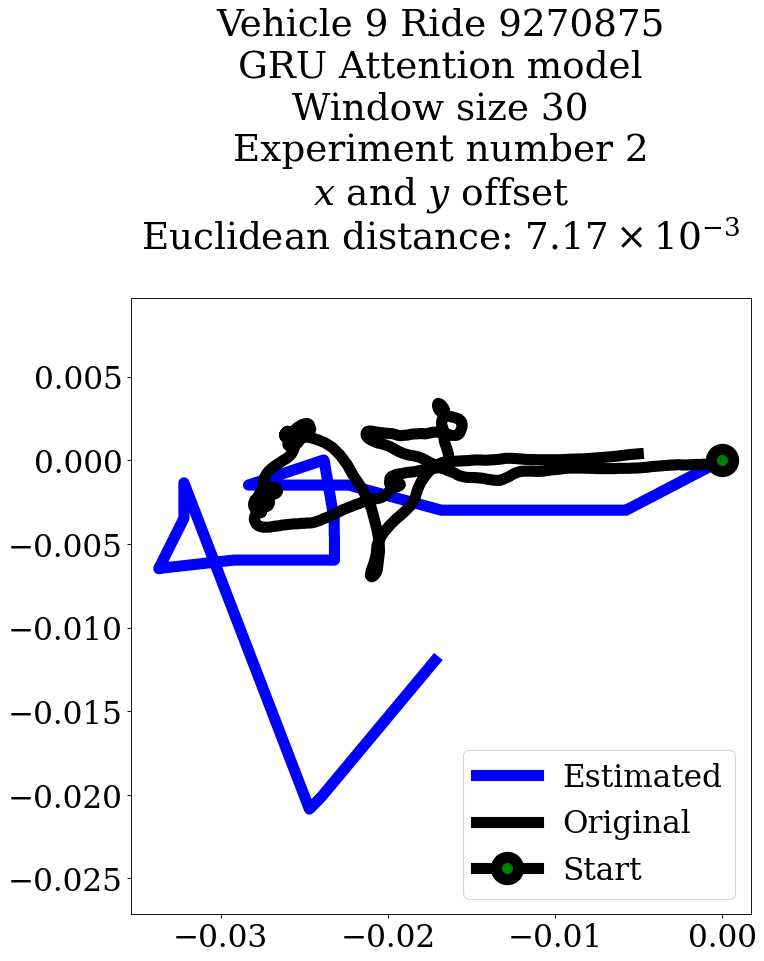 Vehicle 9 Ride 9270875
GRU Attention model
Window size 30
Experiment number 2
x and y offset
Euclidean distance: 7.17 × 10⁻³
0.005
0.000
−0.005
−0.010
−0.015
−0.020
−0.025
Estimated
Original
Start
−0.03 −0.02 −0.01 0.00